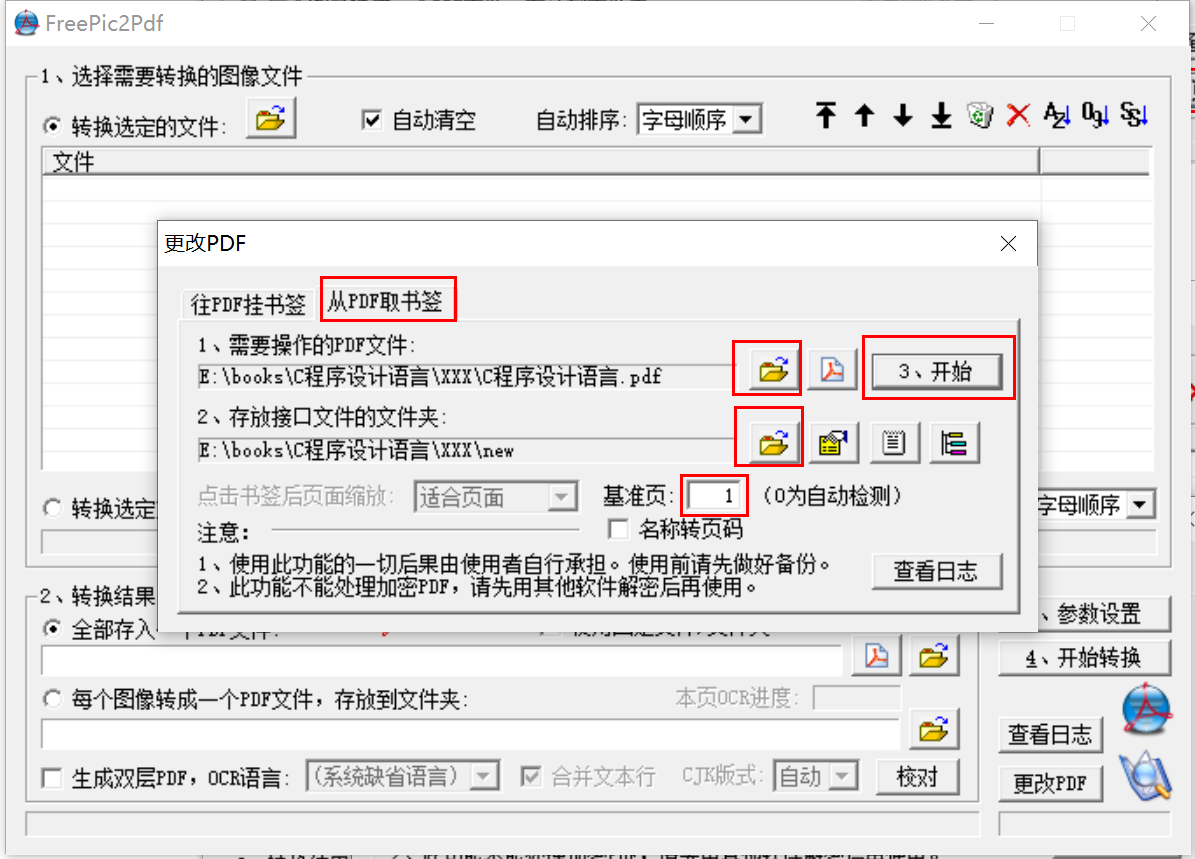 FreePic2Pdf
1、选择需要转换的图像文件
转换选定的文件:
自动清空
自动排序:
字母顺序
文件
更改PDF
往PDF挂书签
从PDF取书签
1、需要操作的PDF文件:
E:\books\C程序设计语言\XXX\C程序设计语言.pdf
3、开始
2、存放接口文件的文件夹:
E:\books\C程序设计语言\XXX\new
点击书签后页面缩放:
适合页面
基准页:
1
(0为自动检测)
注意:
名称转页码
1、使用此功能的一切后果由使用者自行承担。使用前请先做好备份。
2、此功能不能处理加密PDF，请先用其他软件解密后再使用。
查看日志
转换选定
字母顺序
2、转换结果
全部存入一个PDF文件:
、参数设置
4、开始转换
每个图像转成一个PDF文件，存放到文件夹:
本页OCR进度:
查看日志
生成双层PDF，OCR语言:
(系统缺省语言)
合并文本行
CJK版式:
自动
校对
更改PDF